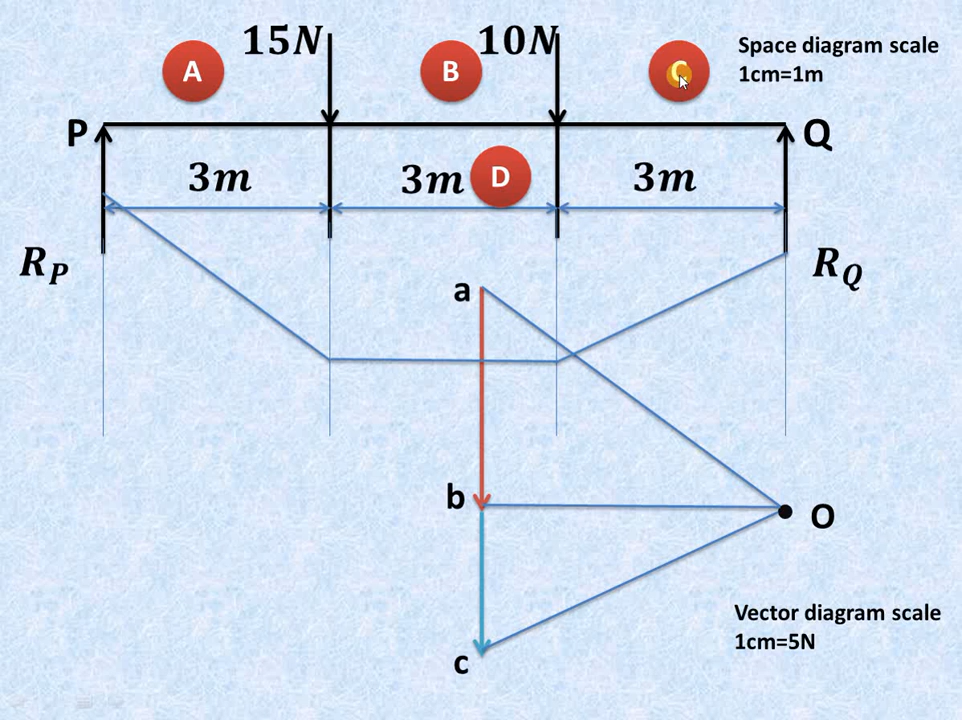 15N
10N
A
B
C
Space diagram scale
1cm=1m
P
Q
3m
3m
D
3m
R_P
R_Q
a
b
O
c
Vector diagram scale
1cm=5N